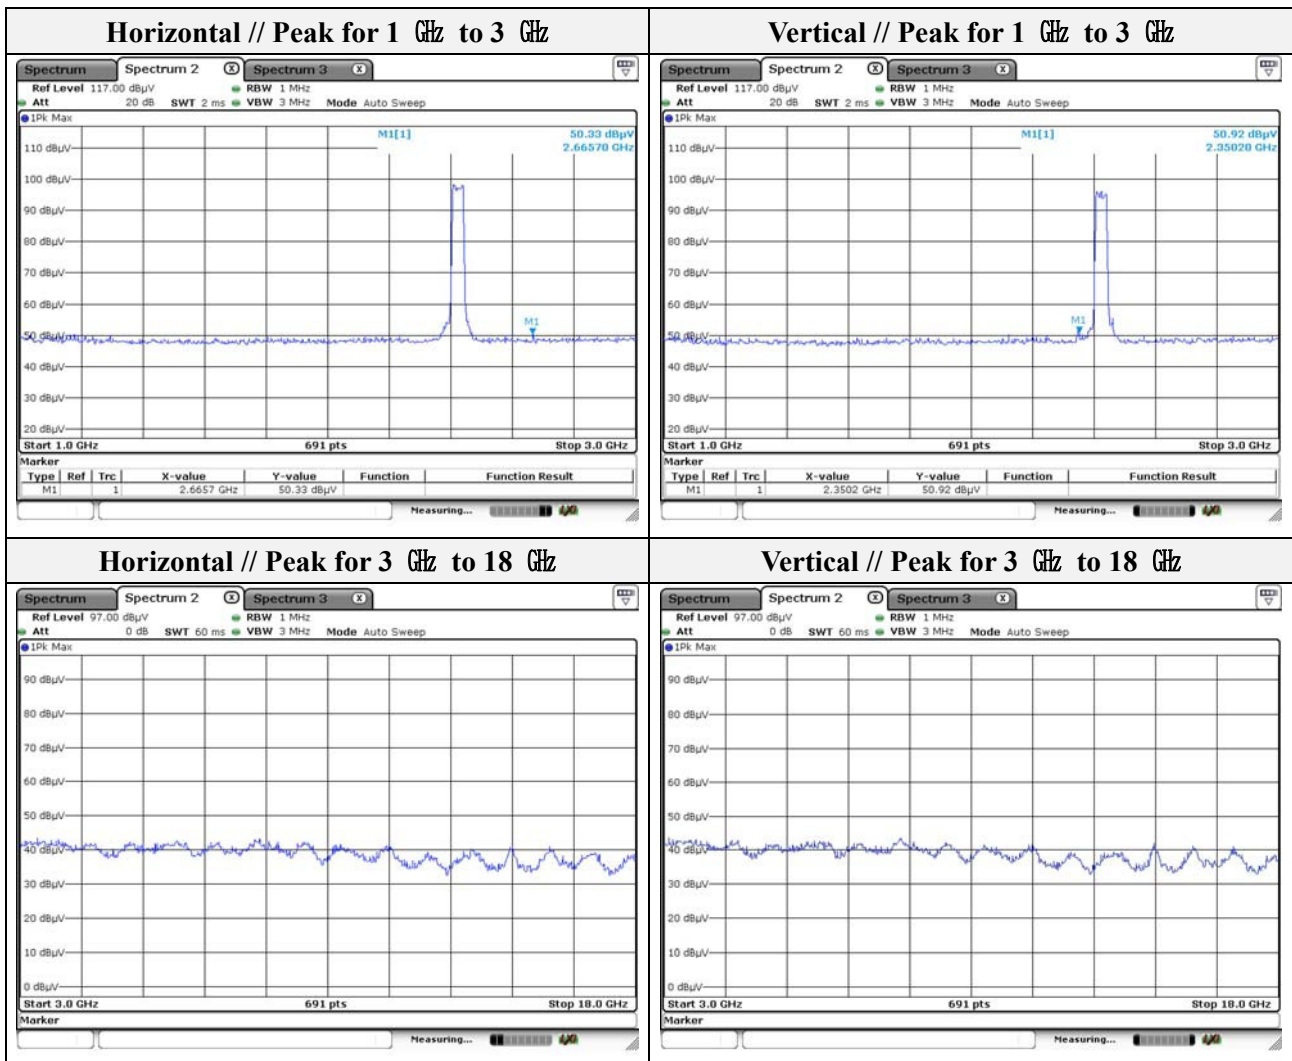 Horizontal // Peak for 1 ㎓ to 3 ㎓
Spectrum Spectrum 2 X Spectrum 3 X
Ref Level 117.00 dBµV RBW 1 MHz
Att 20 dB SWT 2 ms VBW 3 MHz Mode Auto Sweep
1Pk Max
M1[1] 50.33 dBµV
2.66570 GHz
110 dBµV
100 dBµV
90 dBµV
80 dBµV
70 dBµV
60 dBµV
M1
50 dBµV
40 dBµV
30 dBµV
20 dBµV
Start 1.0 GHz 691 pts Stop 3.0 GHz
Marker
Type Ref Trc X-value Y-value Function Function Result
M1 1 2.6657 GHz 50.33 dBµV
Measuring...
Vertical // Peak for 1 ㎓ to 3 ㎓
Spectrum Spectrum 2 X Spectrum 3 X
Ref Level 117.00 dBµV RBW 1 MHz
Att 20 dB SWT 2 ms VBW 3 MHz Mode Auto Sweep
1Pk Max
M1[1] 50.92 dBµV
2.35020 GHz
110 dBµV
100 dBµV
90 dBµV
80 dBµV
70 dBµV
60 dBµV
M1
50 dBµV
40 dBµV
30 dBµV
20 dBµV
Start 1.0 GHz 691 pts Stop 3.0 GHz
Marker
Type Ref Trc X-value Y-value Function Function Result
M1 1 2.3502 GHz 50.92 dBµV
Measuring...
Horizontal // Peak for 3 ㎓ to 18 ㎓
Spectrum Spectrum 2 X Spectrum 3 X
Ref Level 97.00 dBµV RBW 1 MHz
Att 0 dB SWT 60 ms VBW 3 MHz Mode Auto Sweep
1Pk Max
90 dBµV
80 dBµV
70 dBµV
60 dBµV
50 dBµV
40 dBµV
30 dBµV
20 dBµV
10 dBµV
0 dBµV
Start 3.0 GHz 691 pts Stop 18.0 GHz
Marker
Measuring...
Vertical // Peak for 3 ㎓ to 18 ㎓
Spectrum Spectrum 2 X Spectrum 3 X
Ref Level 97.00 dBµV RBW 1 MHz
Att 0 dB SWT 60 ms VBW 3 MHz Mode Auto Sweep
1Pk Max
90 dBµV
80 dBµV
70 dBµV
60 dBµV
50 dBµV
40 dBµV
30 dBµV
20 dBµV
10 dBµV
0 dBµV
Start 3.0 GHz 691 pts Stop 18.0 GHz
Marker
Measuring...